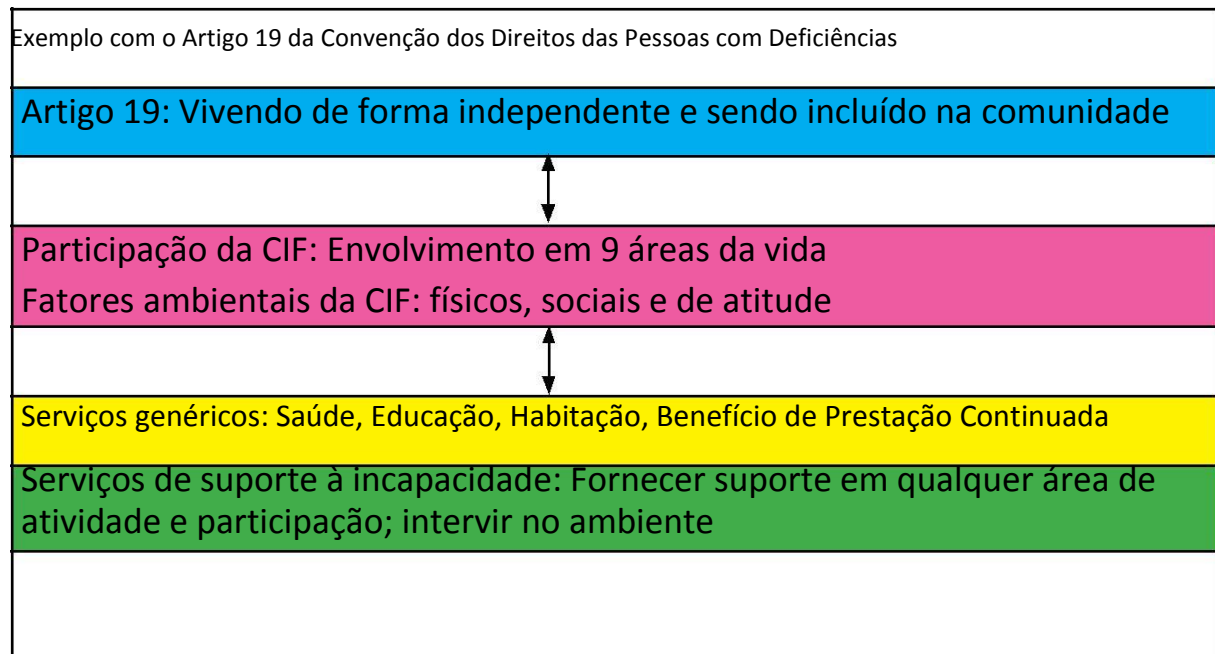 Exemplo com o Artigo 19 da Convenção dos Direitos das Pessoas com Deficiências
Artigo 19: Vivendo de forma independente e sendo incluído na comunidade
Participação da CIF: Envolvimento em 9 áreas da vida
Fatores ambientais da CIF: físicos, sociais e de atitude
Serviços genéricos: Saúde, Educação, Habitação, Benefício de Prestação Continuada
Serviços de suporte à incapacidade: Fornecer suporte em qualquer área de
atividade e participação; intervir no ambiente